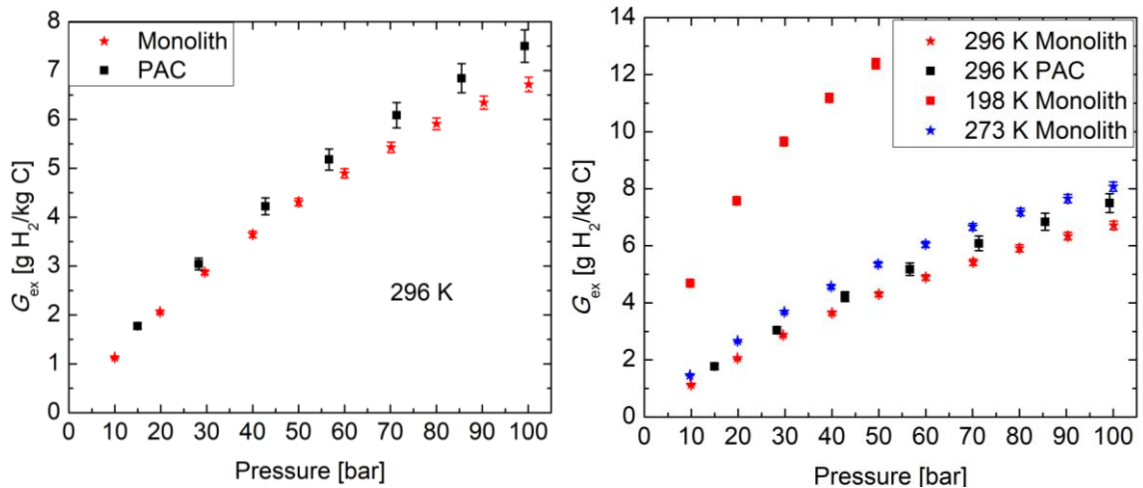 8
7
6
5
4
3
2
1
0
G_ex [g H₂/kg C]
Monolith
PAC
296 K
0 10 20 30 40 50 60 70 80 90 100
Pressure [bar]
14
12
10
8
6
4
2
0
G_ex [g H₂/kg C]
296 K Monolith
296 K PAC
198 K Monolith
273 K Monolith
0 10 20 30 40 50 60 70 80 90 100
Pressure [bar]